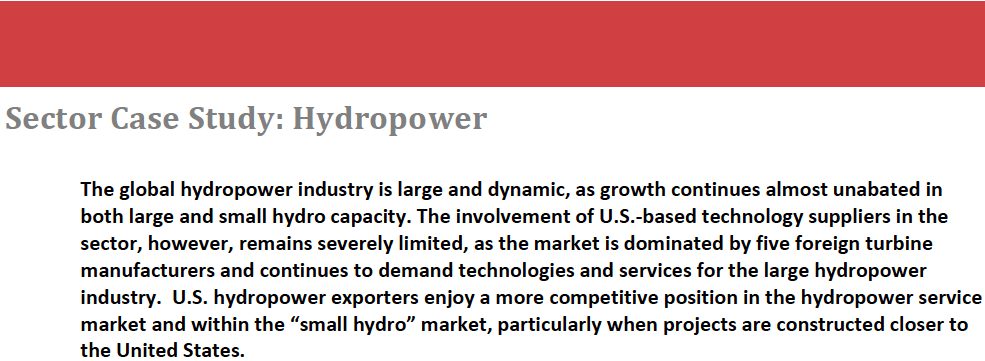 Sector Case Study: Hydropower
The global hydropower industry is large and dynamic, as growth continues almost unabated in
both large and small hydro capacity. The involvement of U.S.-based technology suppliers in the
sector, however, remains severely limited, as the market is dominated by five foreign turbine
manufacturers and continues to demand technologies and services for the large hydropower
industry.  U.S. hydropower exporters enjoy a more competitive position in the hydropower service
market and within the “small hydro” market, particularly when projects are constructed closer to
the United States.